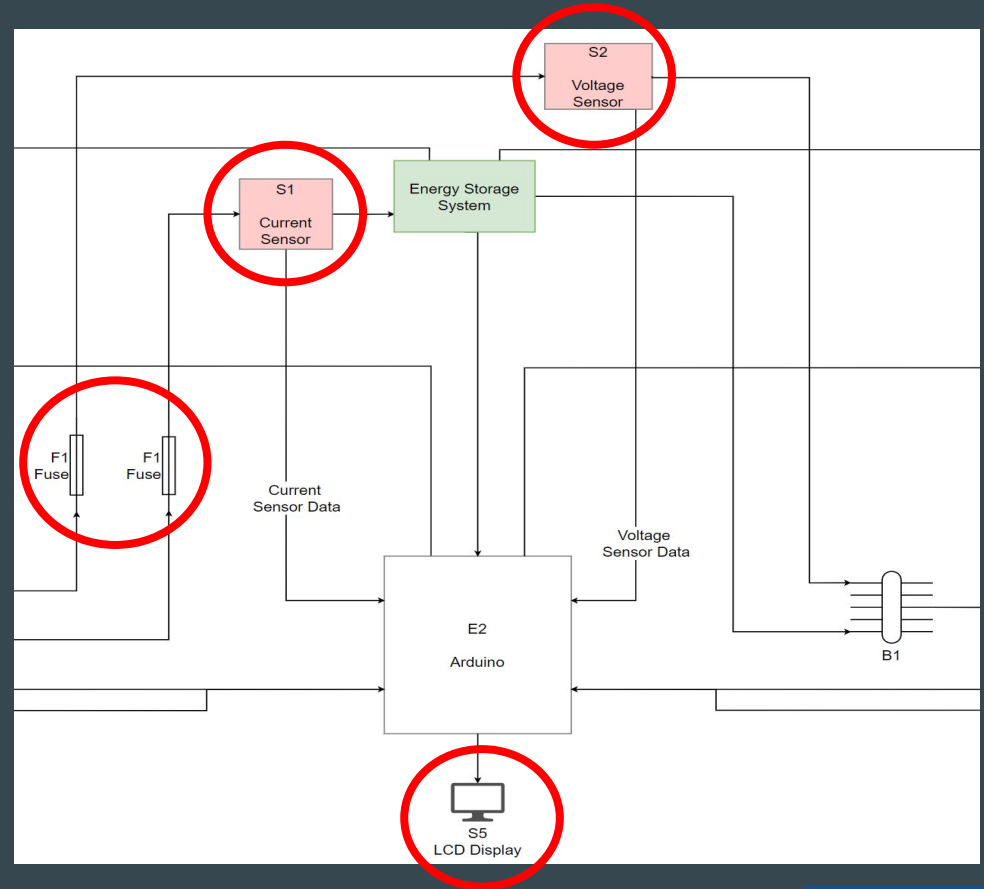 S2
Voltage
Sensor
S1
Current
Sensor
Energy Storage
System
F1
Fuse
F1
Fuse
Current
Sensor Data
Voltage
Sensor Data
E2
Arduino
B1
S5
LCD Display